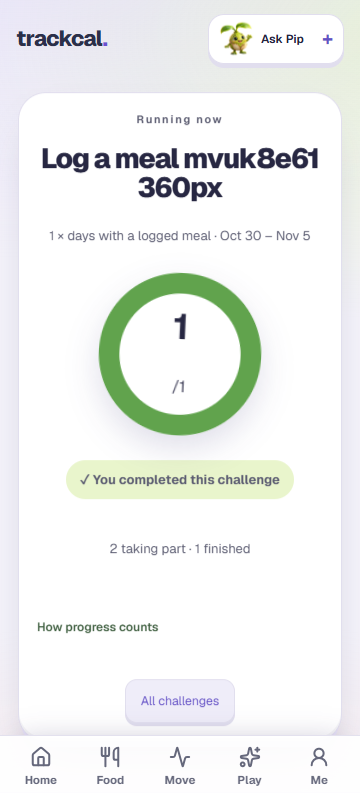 trackcal.
Ask Pip +
Running now
Log a meal mvuk8e61
360px
1 × days with a logged meal · Oct 30 – Nov 5
1
/1
✓ You completed this challenge
2 taking part · 1 finished
How progress counts
All challenges
Home Food Move Play Me